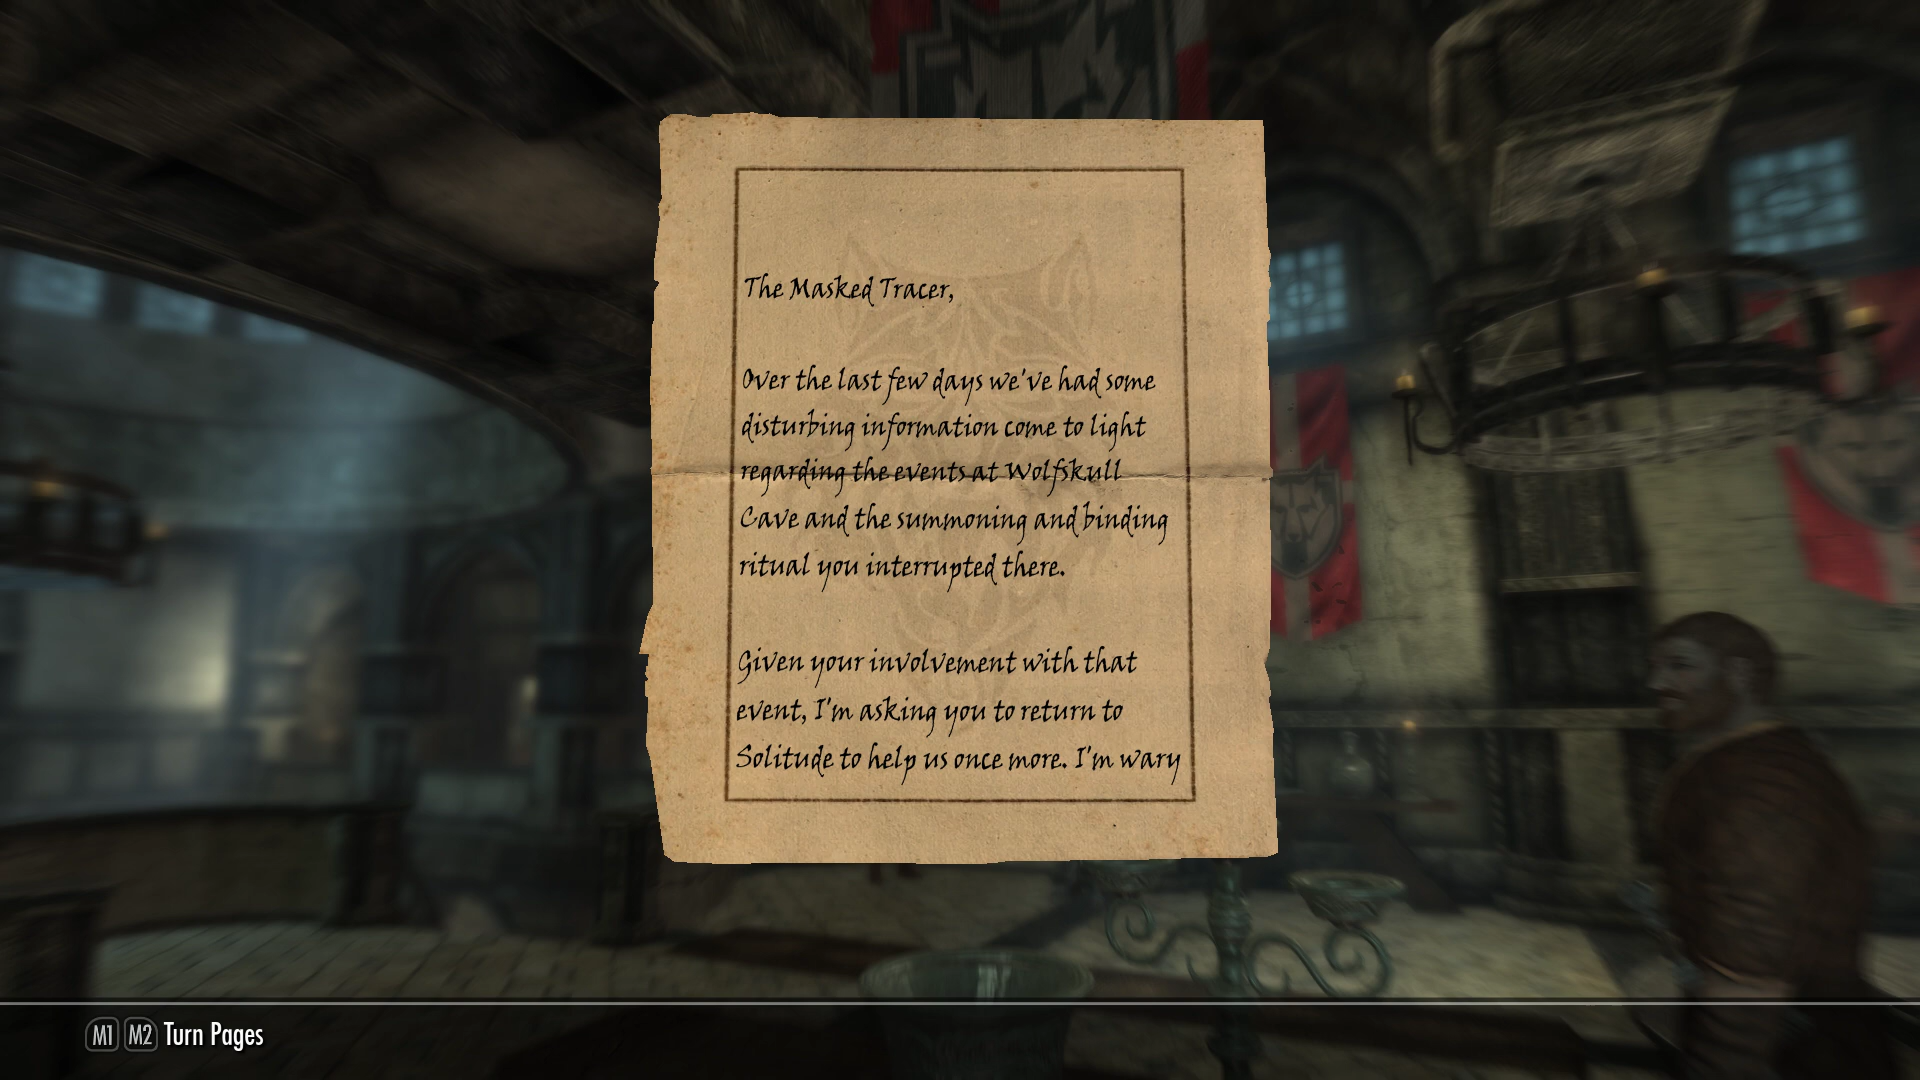 The Masked Tracer,
Over the last few days we've had some
disturbing information come to light
regarding the events at Wolfskull
Cave and the summoning and binding
ritual you interrupted there.
Given your involvement with that
event, I'm asking you to return to
Solitude to help us once more. I'm wary
M1 M2 Turn Pages